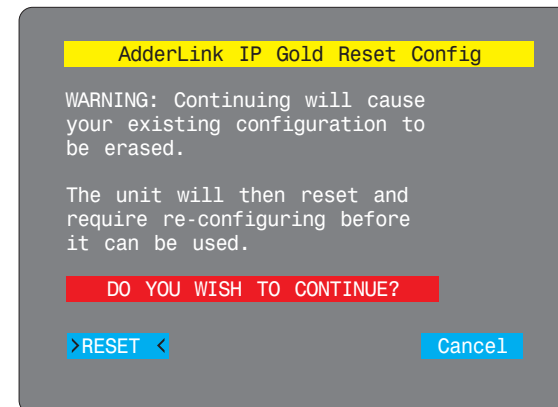 AdderLink IP Gold Reset Config
WARNING: Continuing will cause
your existing configuration to
be erased.
The unit will then reset and
require re-configuring before
it can be used.
DO YOU WISH TO CONTINUE?
>RESET < Cancel